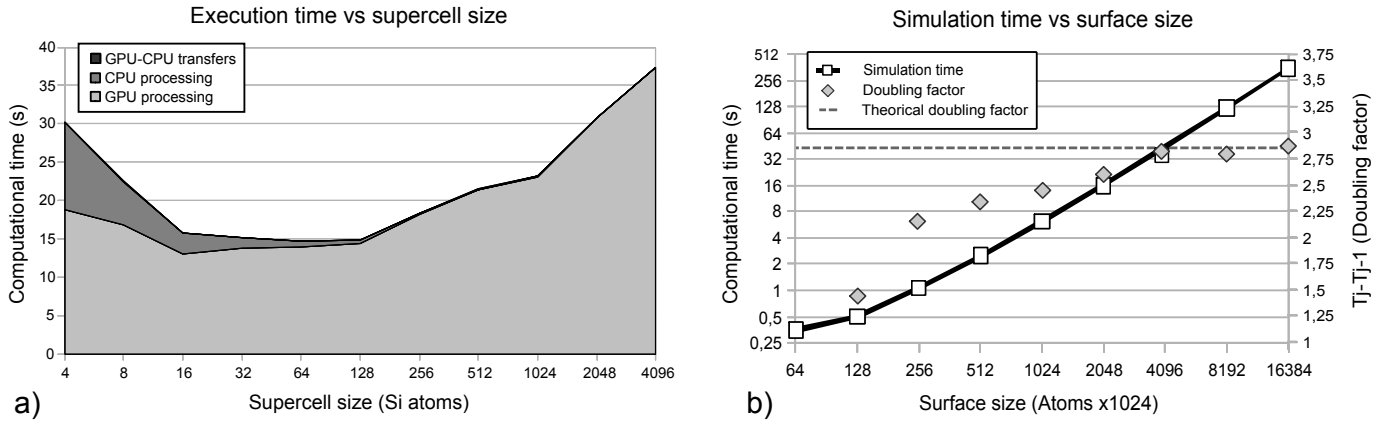 Execution time vs supercell size
Computational time (s)
40
35
30
25
20
15
10
5
0
GPU-CPU transfers
CPU processing
GPU processing
4 8 16 32 64 128 256 512 1024 2048 4096
Supercell size (Si atoms)
a)
Simulation time vs surface size
Computational time (s)
512
256
128
64
32
16
8
4
2
1
0,5
0,25
Simulation time
Doubling factor
Theorical doubling factor
3,75
3,5
3,25
3
2,75
2,5
2,25
2
1,75
1,5
1,25
1
Tj-Tj-1 (Doubling factor)
64 128 256 512 1024 2048 4096 8192 16384
Surface size (Atoms x1024)
b)